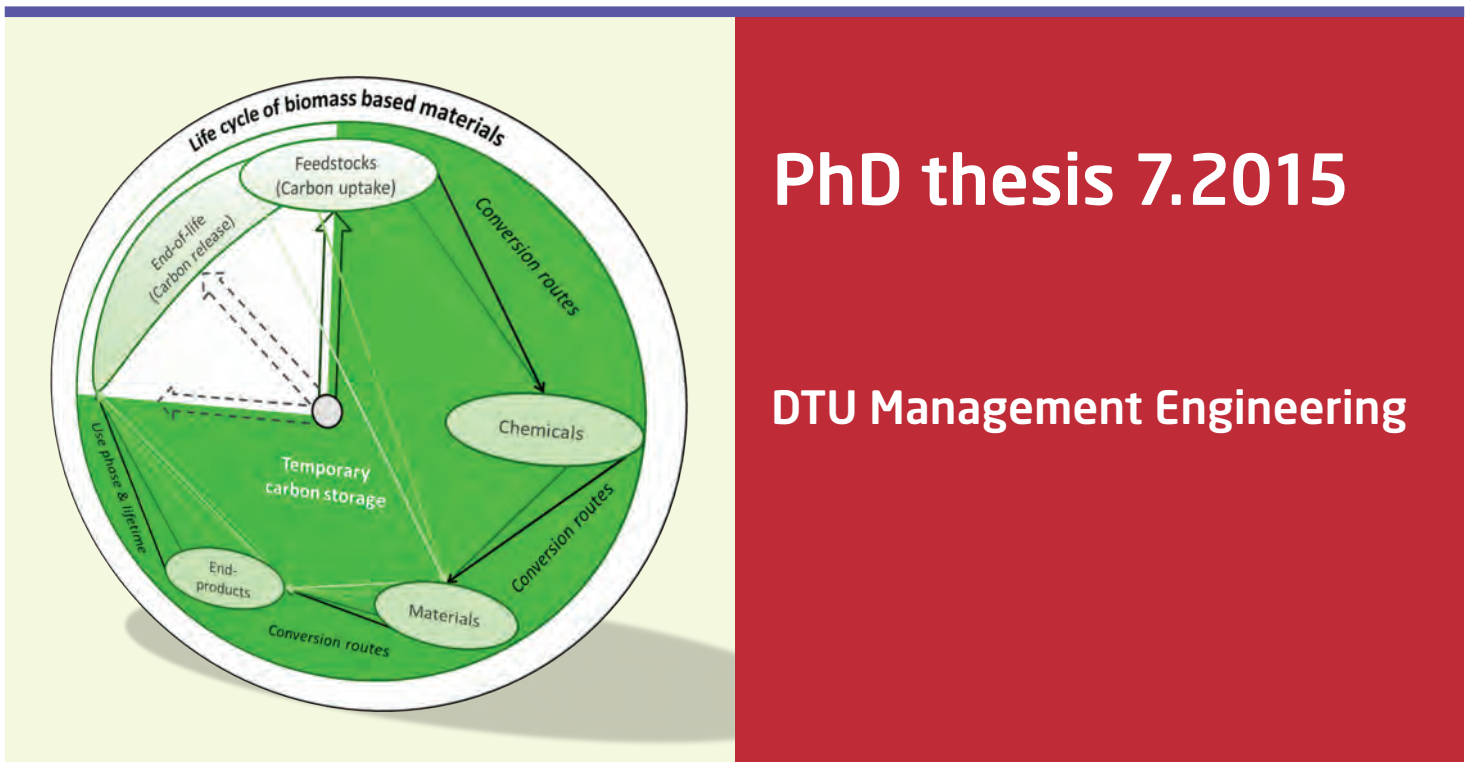 Life cycle of biomass based materials
Feedstocks
(Carbon uptake)
End-of-life
(Carbon release)
Conversion routes
Chemicals
Temporary
carbon storage
Use phase & lifetime
Conversion routes
End-
products
Materials
Conversion routes
PhD thesis 7.2015
DTU Management Engineering